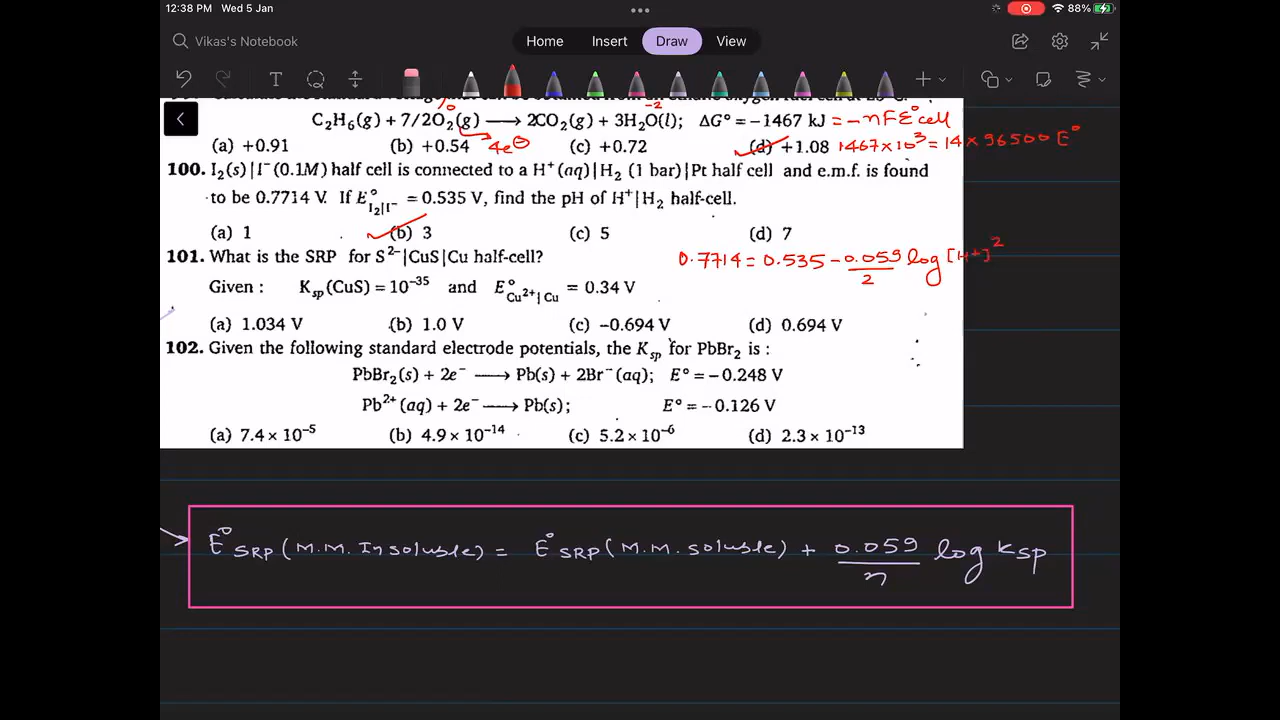 12:38 PM Wed 5 Jan
88%
Vikas's Notebook
Home Insert Draw View
C₂H₆(g) + 7/2O₂(g) ⟶ 2CO₂(g) + 3H₂O(l); ΔG° = −1467 kJ = −nFE°cell
0 −2
4e⊖
(a) +0.91 (b) +0.54 (c) +0.72 (d) +1.08 1467×10³ = 14×96500 E°
100. I₂(s)|I⁻(0.1M) half cell is connected to a H⁺(aq)|H₂ (1 bar)|Pt half cell and e.m.f. is found
to be 0.7714 V. If E°I₂|I⁻ = 0.535 V, find the pH of H⁺|H₂ half-cell.
(a) 1 (b) 3 (c) 5 (d) 7
101. What is the SRP for S²⁻|CuS|Cu half-cell?
0.7714 = 0.535 − 0.059/2 log [H+]²
Given : Ksp(CuS) = 10⁻³⁵ and E°Cu²⁺|Cu = 0.34 V
(a) 1.034 V (b) 1.0 V (c) −0.694 V (d) 0.694 V
102. Given the following standard electrode potentials, the Ksp for PbBr₂ is :
PbBr₂(s) + 2e⁻ ⟶ Pb(s) + 2Br⁻(aq); E° = −0.248 V
Pb²⁺(aq) + 2e⁻ ⟶ Pb(s); E° = −0.126 V
(a) 7.4 × 10⁻⁵ (b) 4.9 × 10⁻¹⁴ (c) 5.2 × 10⁻⁶ (d) 2.3 × 10⁻¹³
E°SRP (M.M. Insoluble) = E°SRP (M.M. soluble) + 0.059/n log Ksp